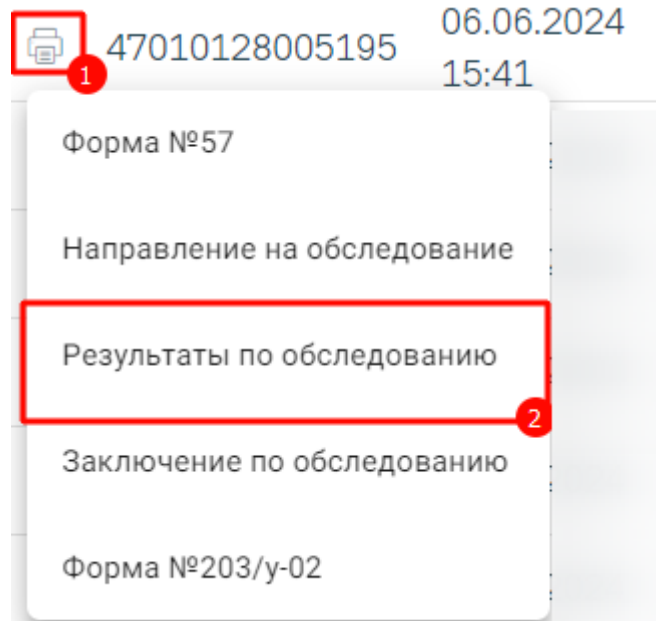 47010128005195
06.06.2024
15:41
1
Форма №57
Направление на обследование
Результаты по обследованию
2
Заключение по обследованию
Форма №203/у-02